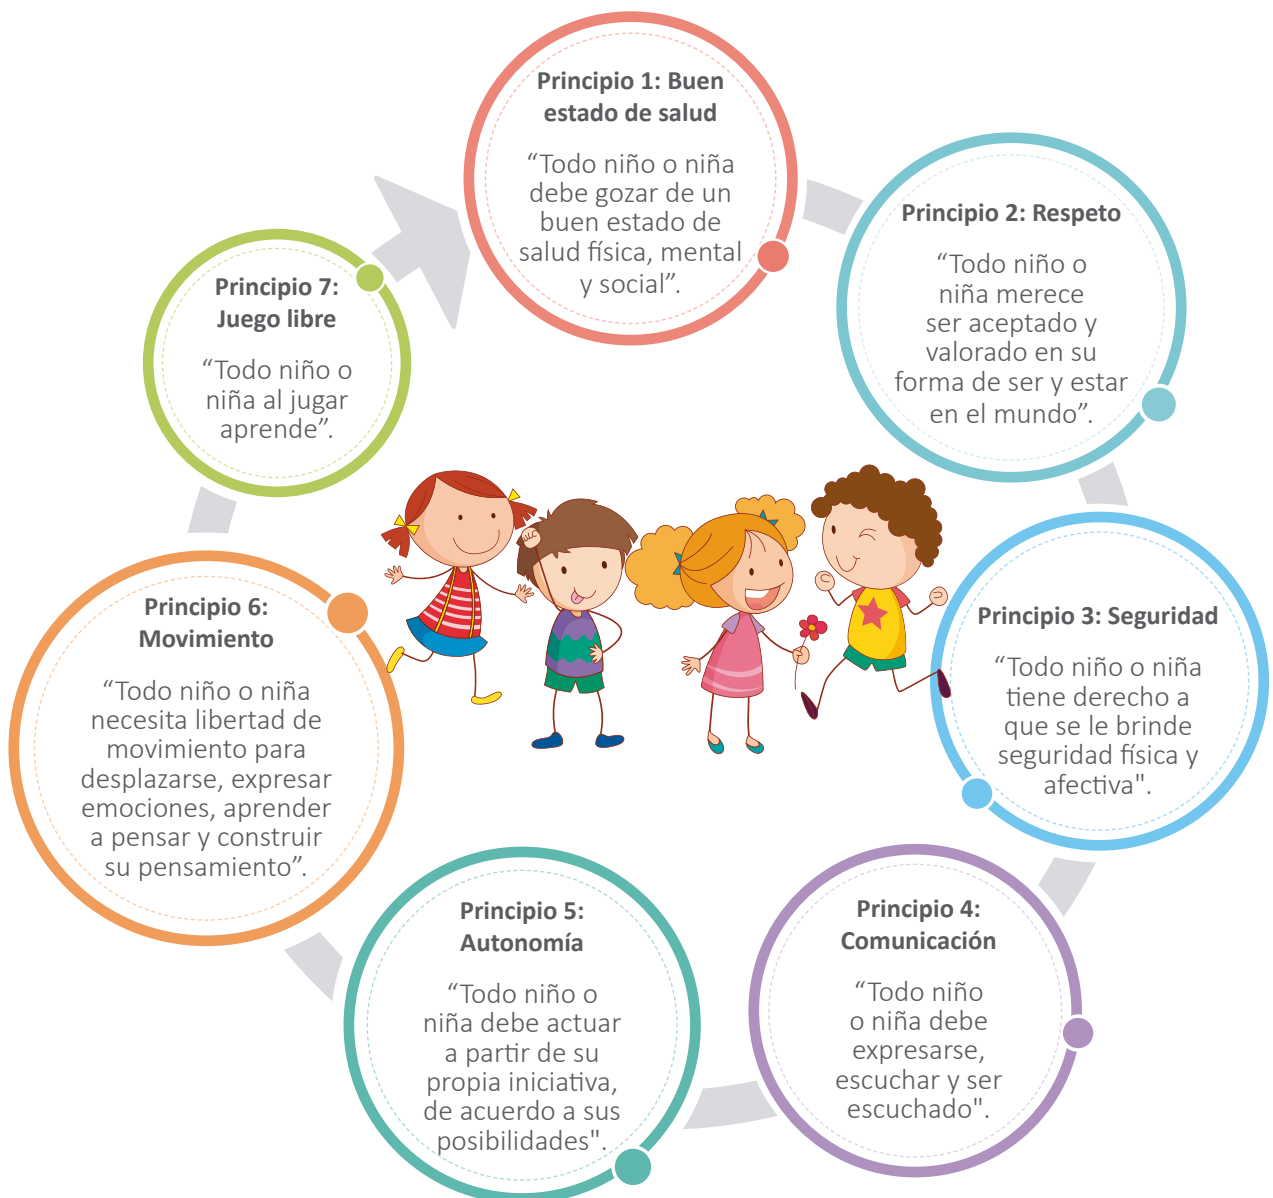 Principio 1: Buen
estado de salud
“Todo niño o niña
debe gozar de un
buen estado de
salud física, mental
y social”.
Principio 2: Respeto
“Todo niño o
niña merece
ser aceptado y
valorado en su
forma de ser y estar
en el mundo”.
Principio 3: Seguridad
“Todo niño o niña
tiene derecho a
que se le brinde
seguridad física y
afectiva".
Principio 4:
Comunicación
“Todo niño
o niña debe
expresarse,
escuchar y ser
escuchado".
Principio 5:
Autonomía
“Todo niño o
niña debe actuar
a partir de su
propia iniciativa,
de acuerdo a sus
posibilidades".
Principio 6:
Movimiento
“Todo niño o niña
necesita libertad de
movimiento para
desplazarse, expresar
emociones, aprender
a pensar y construir
su pensamiento”.
Principio 7:
Juego libre
“Todo niño o
niña al jugar
aprende”.